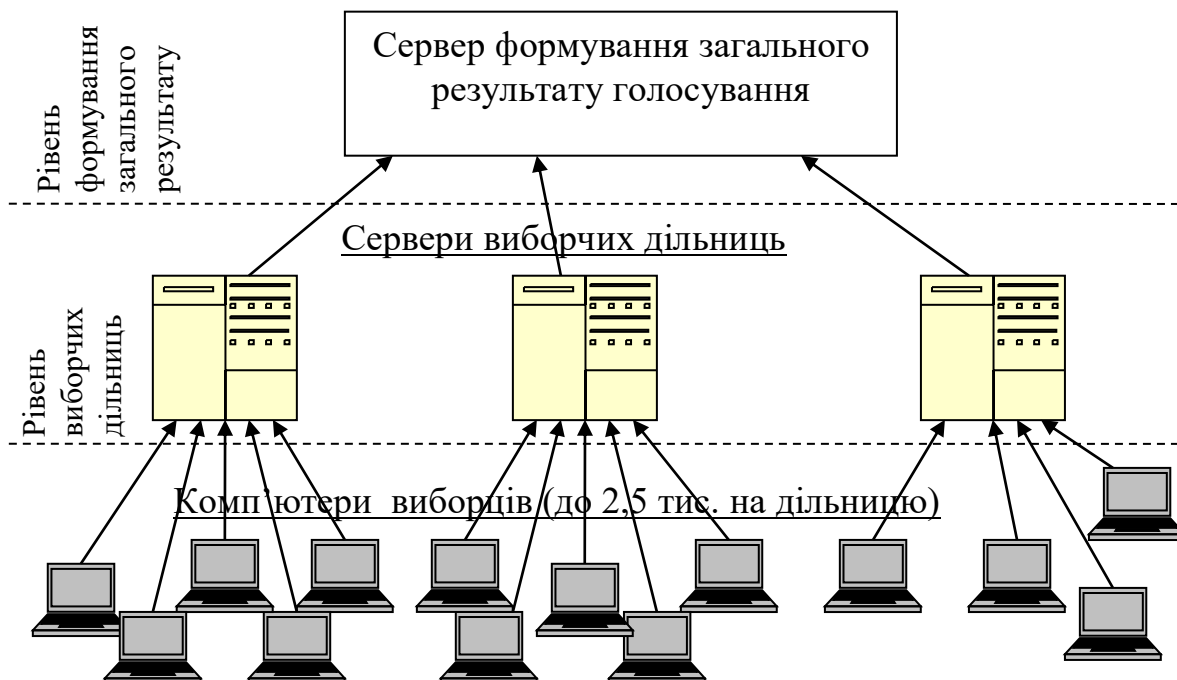 Сервер формування загального
результату голосування
Рівень
формування
загального
результату
Сервери виборчих дільниць
Рівень
виборчих
дільниць
Комп’ютери виборців (до 2,5 тис. на дільницю)